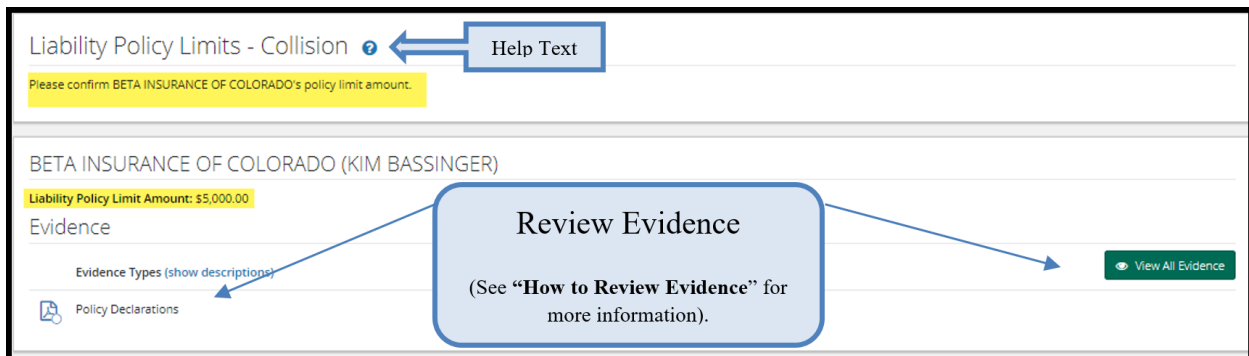 Liability Policy Limits - Collision ?
Help Text
Please confirm BETA INSURANCE OF COLORADO's policy limit amount.
BETA INSURANCE OF COLORADO (KIM BASSINGER)
Liability Policy Limit Amount: $5,000.00
Evidence
Review Evidence
(See “How to Review Evidence” for
more information).
Evidence Types (show descriptions)
View All Evidence
Policy Declarations